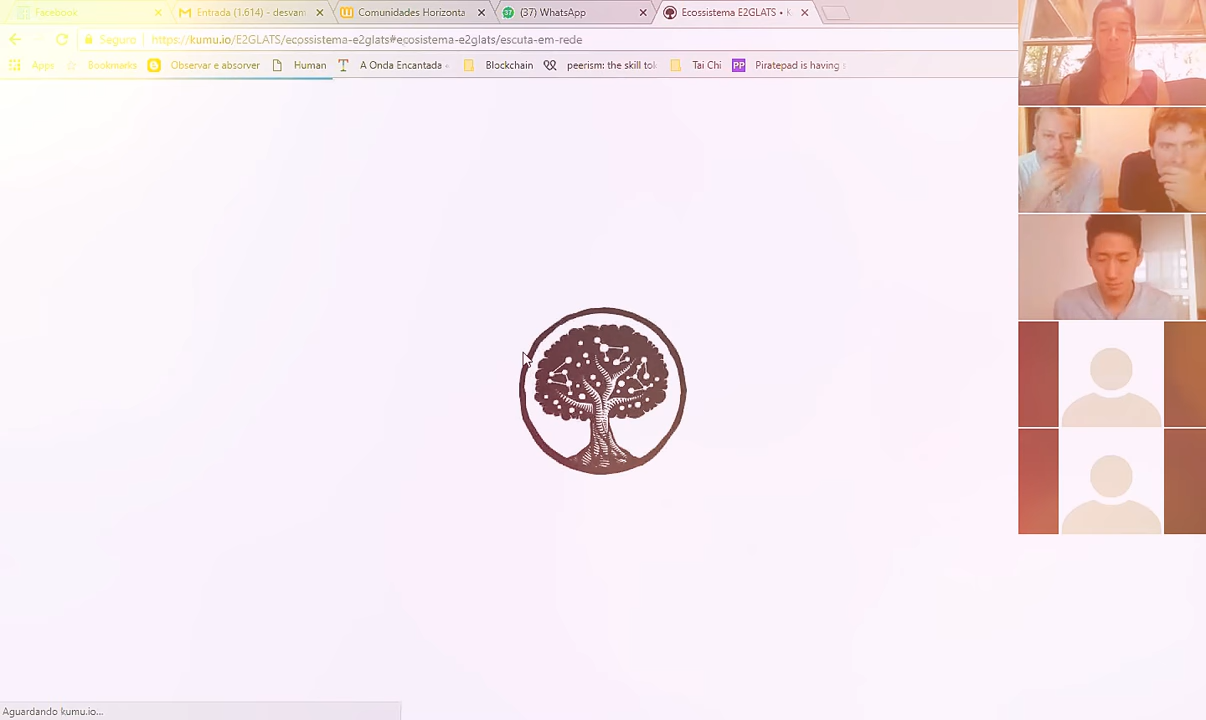 Facebook
Entrada (1.614) - desvan
Comunidades Horizonta
(37) WhatsApp
Ecossistema E2GLATS • K
Seguro
https://kumu.io/E2GLATS/ecossistema-e2glats#ecosistema-e2glats/escuta-em-rede
Apps
Bookmarks
Observar e absorver
Human
A Onda Encantada -
Blockchain
peerism: the skill tok
Tai Chi
Piratepad is having s
Aguardando kumu.io...